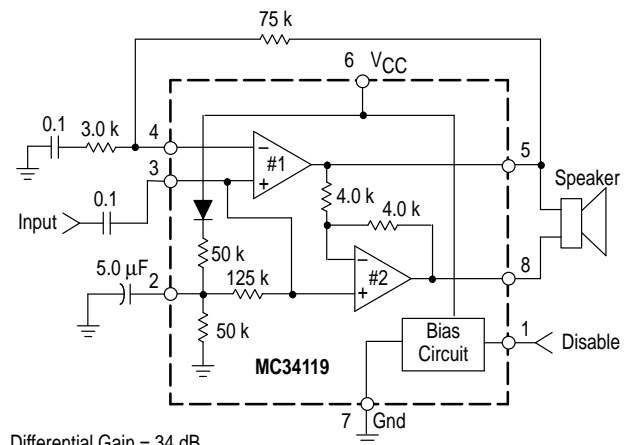 75 k
6 VCC
0.1
3.0 k
4
−
#1
+
5
3
Speaker
0.1
4.0 k
4.0 k
Input
50 k
5.0 μF
2
125 k
−
#2
+
8
50 k
Bias
Circuit
1
Disable
MC34119
7
Gnd
Differential Gain = 34 dB